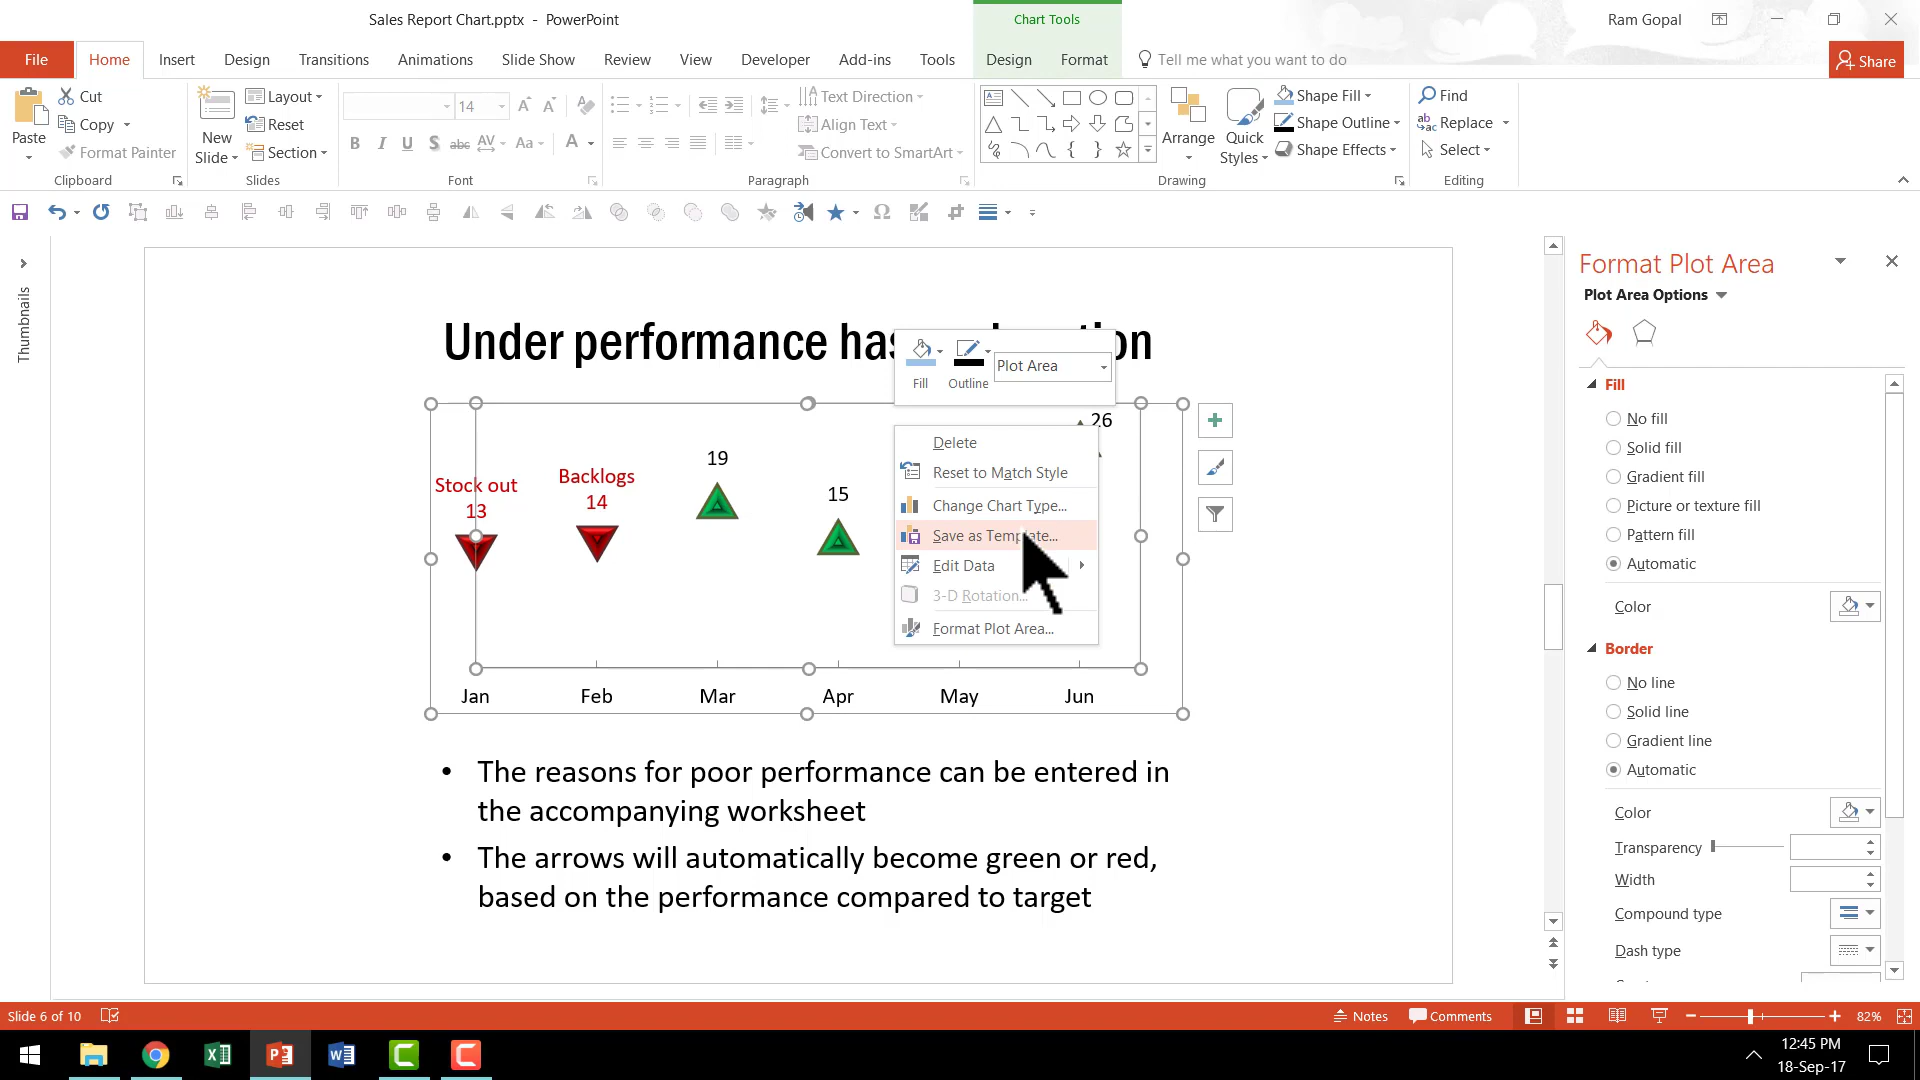 Sales Report Chart.pptx - PowerPoint
Chart Tools
Ram Gopal
File Home Insert Design Transitions Animations Slide Show Review View Developer Add-ins Tools Design Format Tell me what you want to do Share
Paste
Cut
Copy
Format Painter
Clipboard
New Slide
Layout
Reset
Section
Slides
14
B I U S abc AV Aa A
Font
Text Direction
Align Text
Convert to SmartArt
Paragraph
Arrange
Quick Styles
Shape Fill
Shape Outline
Shape Effects
Drawing
Find
Replace
Select
Editing
Thumbnails
Under performance has
Fill
Outline
Plot Area
Delete
Reset to Match Style
Change Chart Type...
Save as Template...
Edit Data
3-D Rotation...
Format Plot Area...
Stock out
13
Backlogs
14
19
15
26
Jan Feb Mar Apr May Jun
• The reasons for poor performance can be entered in
the accompanying worksheet
• The arrows will automatically become green or red,
based on the performance compared to target
Format Plot Area
Plot Area Options
Fill
No fill
Solid fill
Gradient fill
Picture or texture fill
Pattern fill
Automatic
Color
Border
No line
Solid line
Gradient line
Automatic
Color
Transparency
Width
Compound type
Dash type
Slide 6 of 10
Notes
Comments
82%
12:45 PM
18-Sep-17